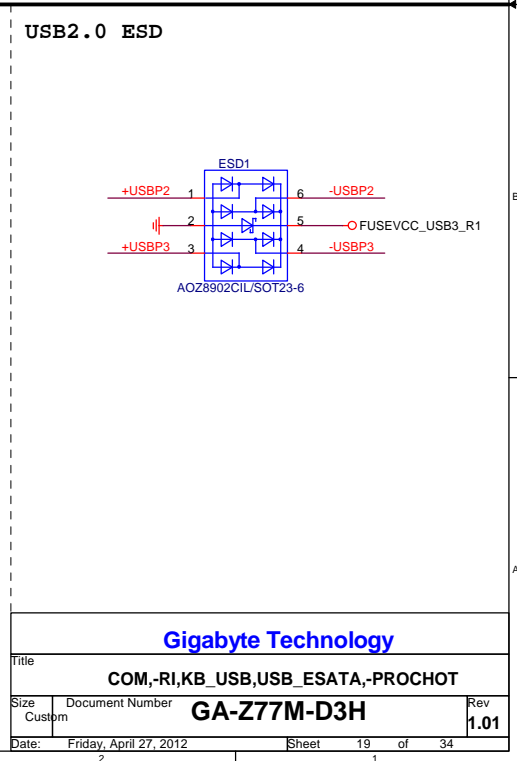 USB2.0 ESD
B
ESD1
+USBP2 1 6 -USBP2
2 5 FUSEVCC_USB3_R1
+USBP3 3 4 -USBP3
AOZ8902CIL/SOT23-6
A
Gigabyte Technology
Title
COM,-RI,KB_USB,USB_ESATA,-PROCHOT
Size Document Number Rev
Custom GA-Z77M-D3H 1.01
Date: Friday, April 27, 2012 Sheet 19 of 34
2 1